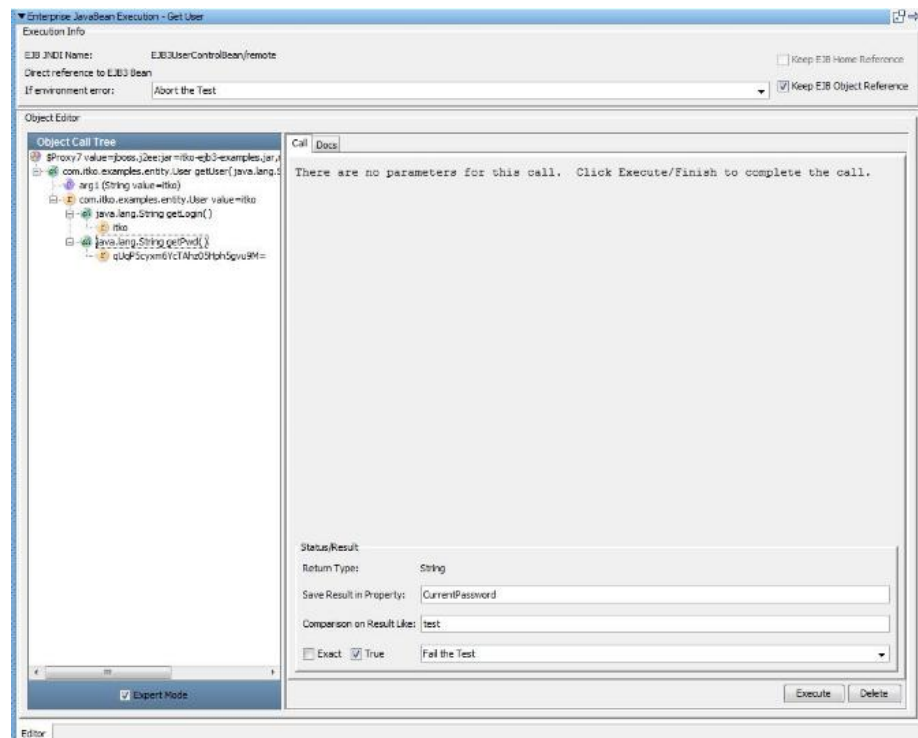 Enterprise JavaBean Execution - Get User
Execution Info
EJB JNDI Name: EJB3UserControlBean/remote
Keep EJB Home Reference
Direct reference to EJB3 Bean
If environment error: Abort the Test
Keep EJB Object Reference
Object Editor
Object Call Tree
Call Docs
$Proxy7 value=jboss.j2ee:jar=itko-ejb3-examples.jar,
com.itko.examples.entity.User getUser( java.lang.S
arg1 (String value=itko)
com.itko.examples.entity.User value=itko
java.lang.String getLogin( )
itko
java.lang.String getPwd( )
There are no parameters for this call. Click Execute/Finish to complete the call.
Status/Result
Return Type: String
Save Result in Property: CurrentPassword
Comparison on Result Like: test
Exact True Fail the Test
Expert Mode
Execute Delete
Editor